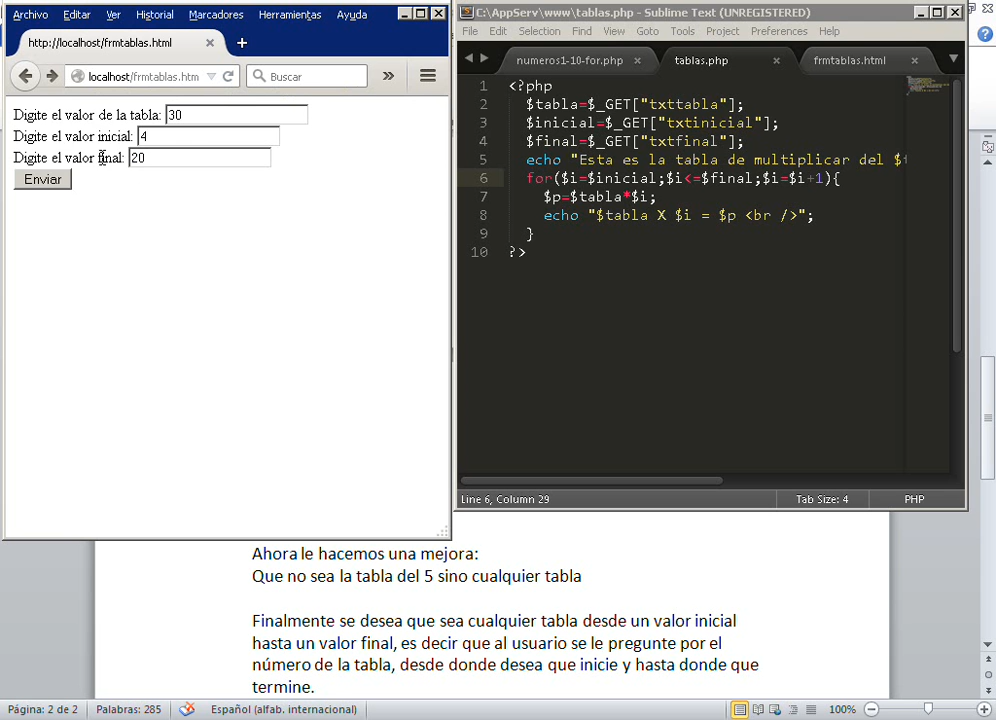 Archivo Editar Ver Historial Marcadores Herramientas Ayuda
http://localhost/frmtablas.html
localhost/frmtablas.htm
Buscar
Digite el valor de la tabla: 30
Digite el valor inicial: 4
Digite el valor final: 20
Enviar
C:\AppServ\www\tablas.php - Sublime Text (UNREGISTERED)
File Edit Selection Find View Goto Tools Project Preferences Help
numeros1-10-for.php tablas.php frmtablas.html
1 <?php
2 $tabla=$_GET["txttabla"];
3 $inicial=$_GET["txtinicial"];
4 $final=$_GET["txtfinal"];
5 echo "Esta es la tabla de multiplicar del $
6 for($i=$inicial;$i<=$final;$i=$i+1){
7 $p=$tabla*$i;
8 echo "$tabla X $i = $p <br />";
9 }
10 ?>
Line 6, Column 29 Tab Size: 4 PHP
Ahora le hacemos una mejora:
Que no sea la tabla del 5 sino cualquier tabla
Finalmente se desea que sea cualquier tabla desde un valor inicial
hasta un valor final, es decir que al usuario se le pregunte por el
número de la tabla, desde donde desea que inicie y hasta donde que
termine.
Página: 2 de 2 Palabras: 285 Español (alfab. internacional) 100%